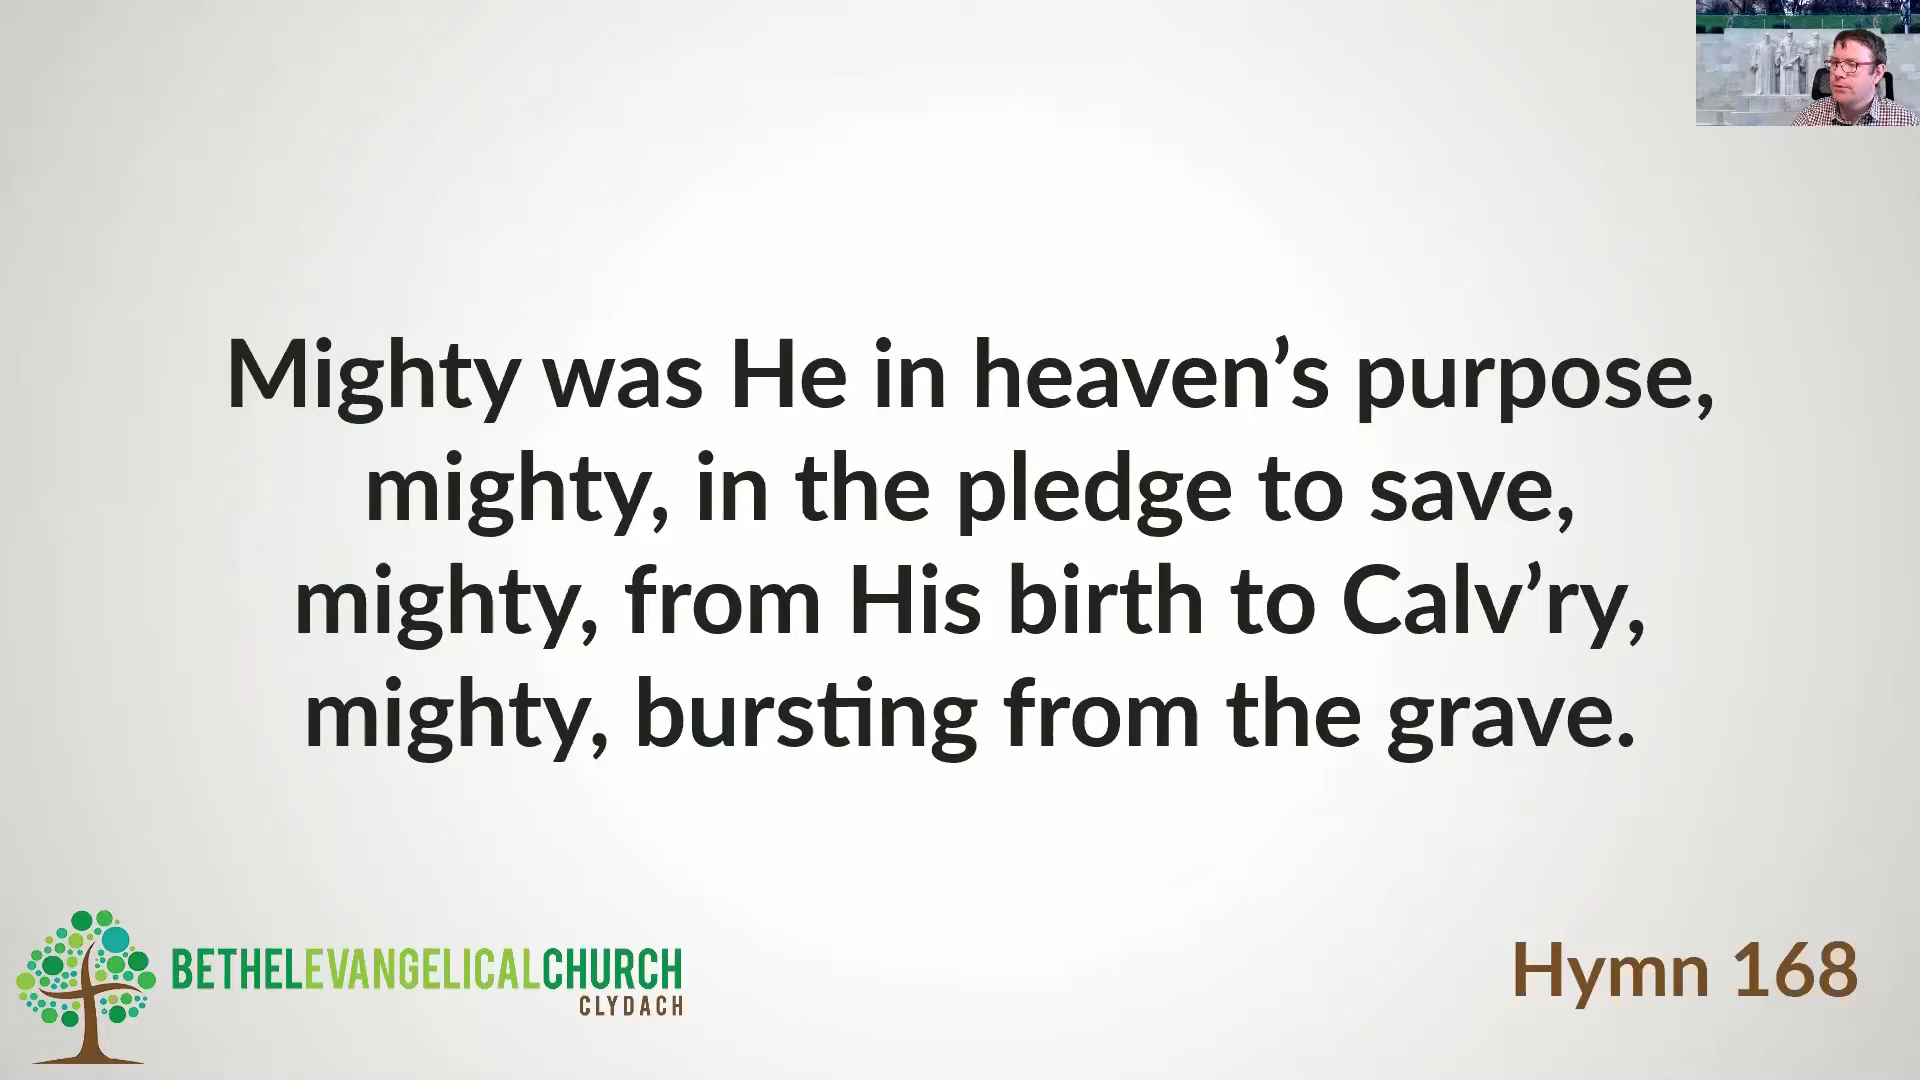 Mighty was He in heaven’s purpose,
mighty, in the pledge to save,
mighty, from His birth to Calv’ry,
mighty, bursting from the grave.
BETHELEVANGELICALCHURCH
CLYDACH
Hymn 168